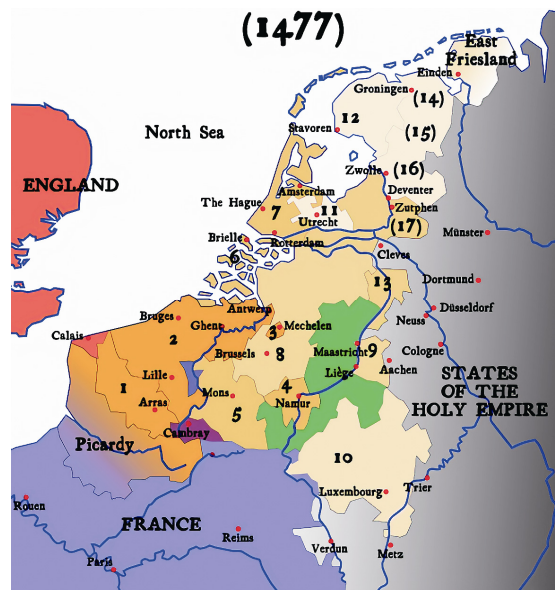 (1477)
East
Friesland
Einden
Groningen
(14)
12
(15)
North Sea
Stavoren
Zwolle
(16)
ENGLAND
Amsterdam
Deventer
The Hague
7
11
Utrecht
Zutphen
(17)
Brielle
Rotterdam
Münster
6
Cleves
13
Dortmund
Antwerp
Düsseldorf
Bruges
Ghent
Neuss
Calais
2
3
Mechelen
Brussels
8
Maastricht
9
Cologne
Lille
Liège
Aachen
STATES
OF THE
HOLY EMPIRE
1
Mons
4
Arras
5
Namur
Cambray
Picardy
10
Luxembourg
Trier
Rouen
FRANCE
Reims
Verdun
Metz
Paris